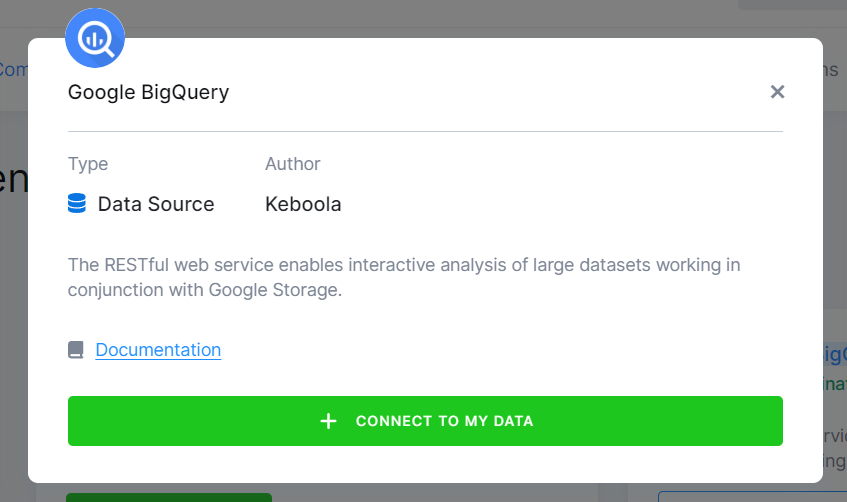 Google BigQuery
Type Author
Data Source Keboola
The RESTful web service enables interactive analysis of large datasets working in
conjunction with Google Storage.
Documentation
CONNECT TO MY DATA